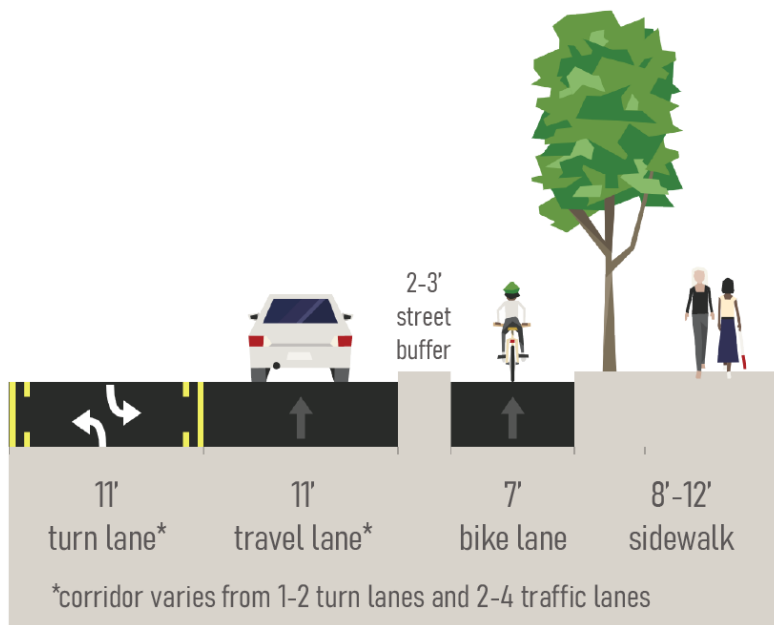 2-3’
street
buffer
11’
turn lane*
11’
travel lane*
7’
bike lane
8’-12’
sidewalk
*corridor varies from 1-2 turn lanes and 2-4 traffic lanes